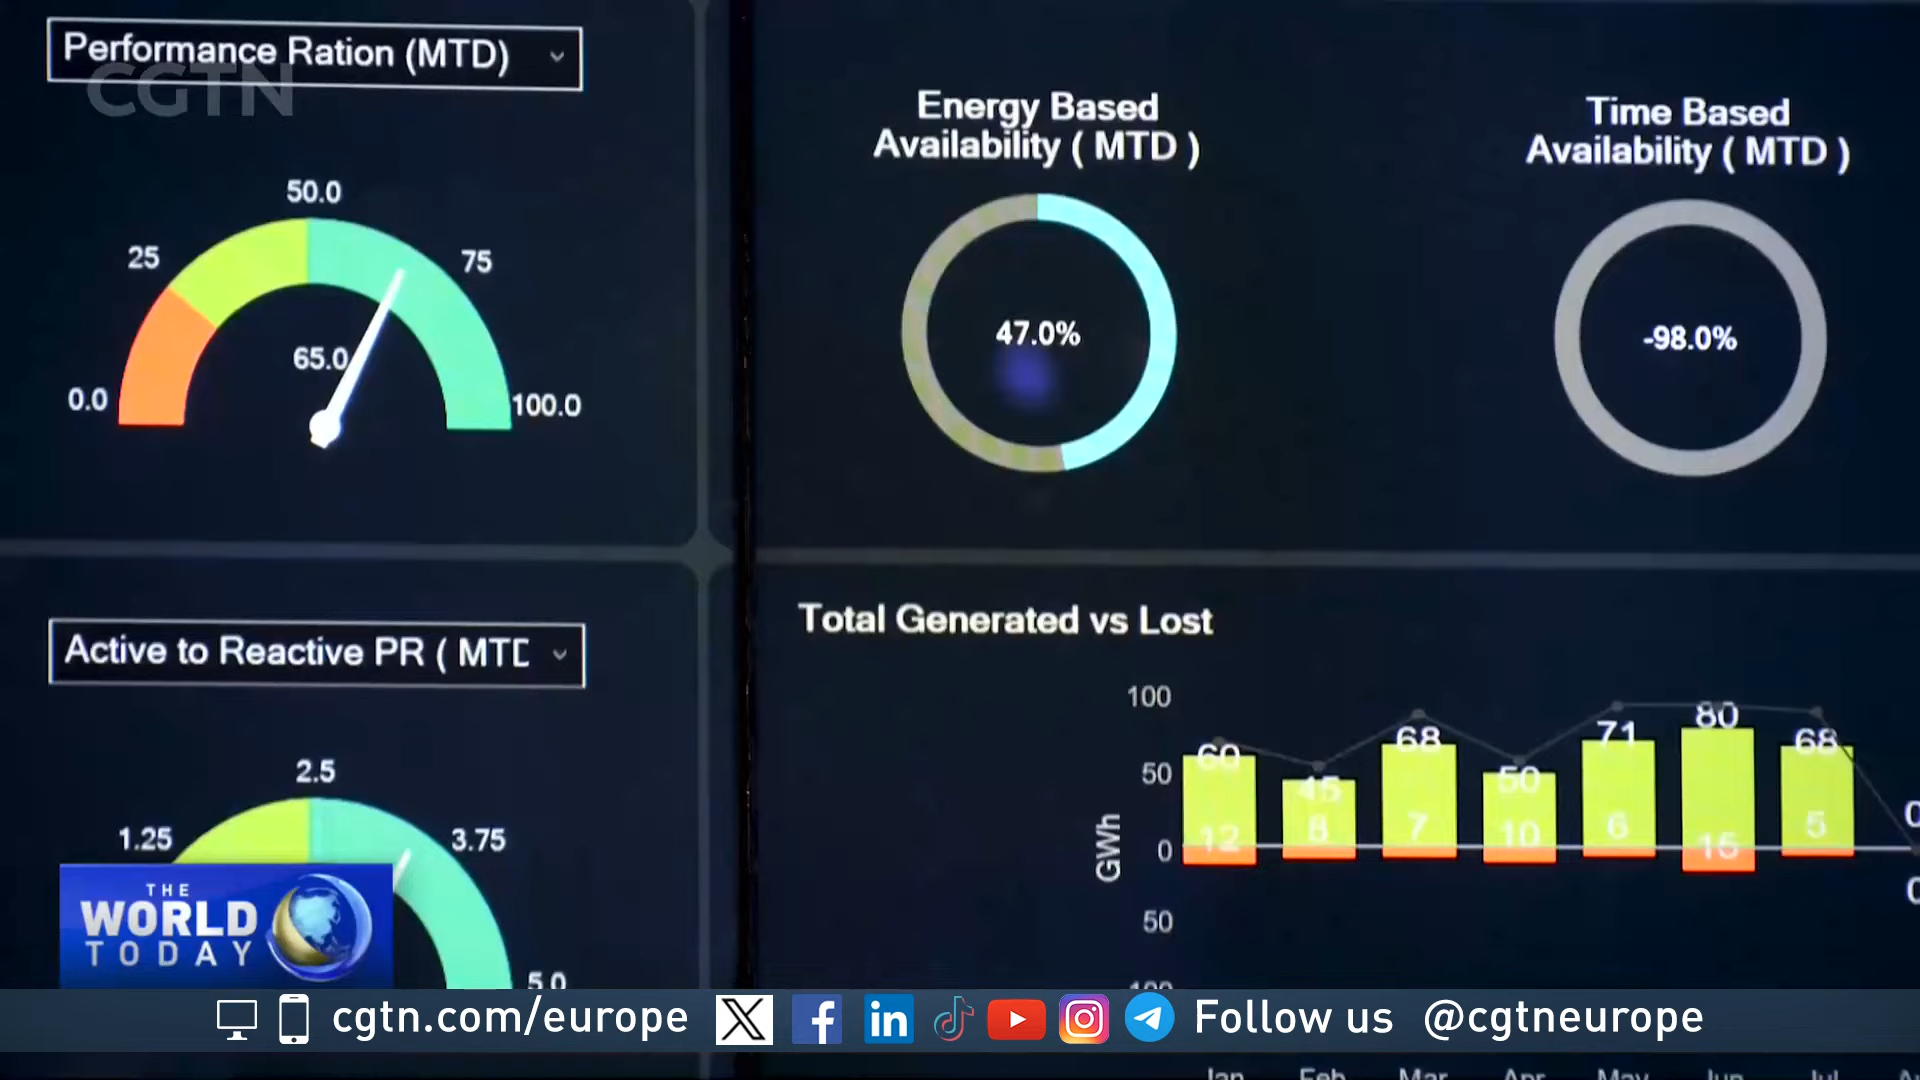 Performance Ration (MTD)
CGTN
50.0
25
75
65.0
0.0
100.0
Energy Based
Availability ( MTD )
47.0%
Time Based
Availability ( MTD )
-98.0%
Active to Reactive PR ( MTD
2.5
1.25
3.75
5.0
Total Generated vs Lost
GWh
100
50
0
50
100
60
45
68
50
71
80
68
12
8
7
10
6
15
5
Jan
Feb
Mar
Apr
May
Jun
Jul
THE
WORLD
TODAY
cgtn.com/europe
Follow us @cgtneurope